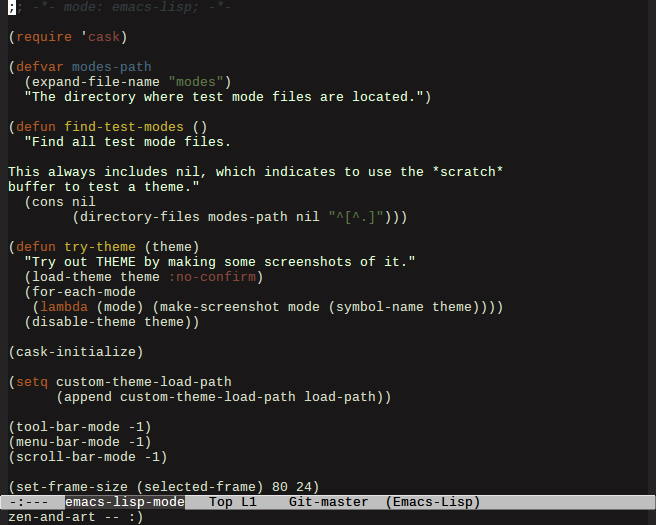 ;; -*- mode: emacs-lisp; -*-

(require 'cask)

(defvar modes-path
  (expand-file-name "modes")
  "The directory where test mode files are located.")

(defun find-test-modes ()
  "Find all test mode files.

This always includes nil, which indicates to use the *scratch*
buffer to test a theme."
  (cons nil
        (directory-files modes-path nil "^[^.]")))

(defun try-theme (theme)
  "Try out THEME by making some screenshots of it."
  (load-theme theme :no-confirm)
  (for-each-mode
   (lambda (mode) (make-screenshot mode (symbol-name theme))))
  (disable-theme theme))

(cask-initialize)

(setq custom-theme-load-path
      (append custom-theme-load-path load-path))

(tool-bar-mode -1)
(menu-bar-mode -1)
(scroll-bar-mode -1)

(set-frame-size (selected-frame) 80 24)
-:---  emacs-lisp-mode   Top L1    Git-master  (Emacs-Lisp)
zen-and-art -- :)